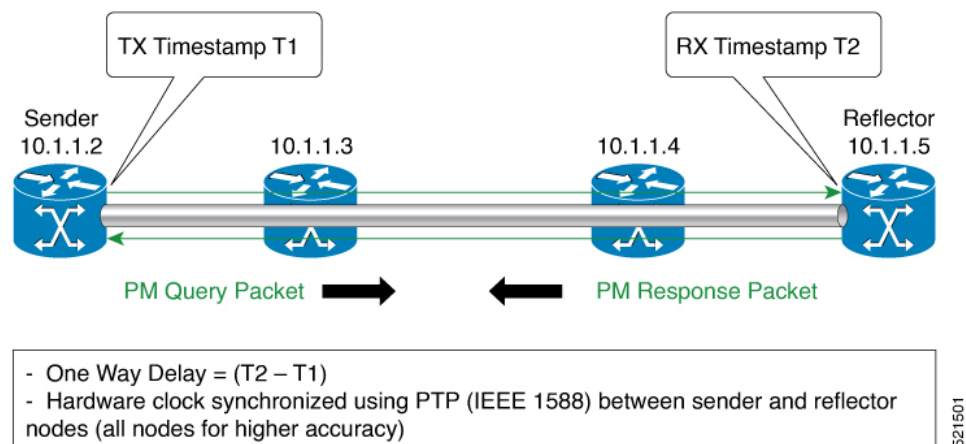 TX Timestamp T1
RX Timestamp T2
Sender
10.1.1.2
10.1.1.3
10.1.1.4
Reflector
10.1.1.5
PM Query Packet
PM Response Packet
- One Way Delay = (T2 – T1)
- Hardware clock synchronized using PTP (IEEE 1588) between sender and reflector
nodes (all nodes for higher accuracy)
521501